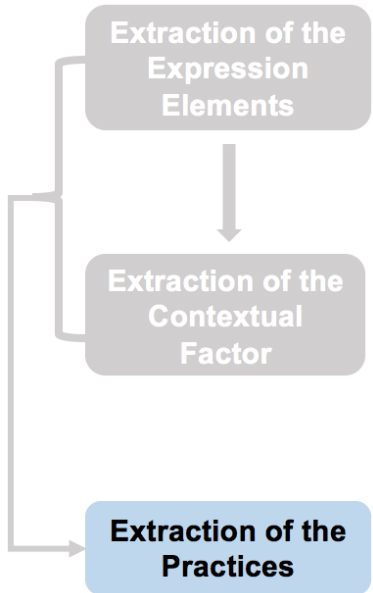 Extraction of the
Expression
Elements
Extraction of the
Contextual
Factor
Extraction of the
Practices